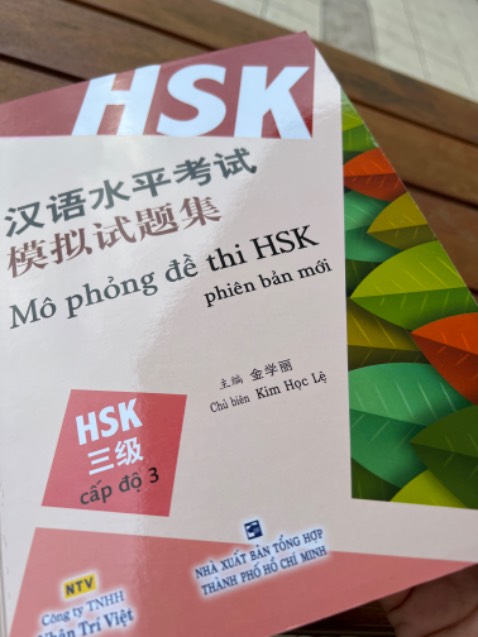 HSK
汉语水平考试
模拟试题集
Mô phỏng đề thi HSK
phiên bản mới
主编 金学丽
Chủ biên Kim Học Lệ
HSK
三级
cấp độ 3
NTV
Công ty TNHH
Nhân Trí Việt
NHÀ XUẤT BẢN TỔNG HỢP
THÀNH PHỐ HỒ CHÍ MINH